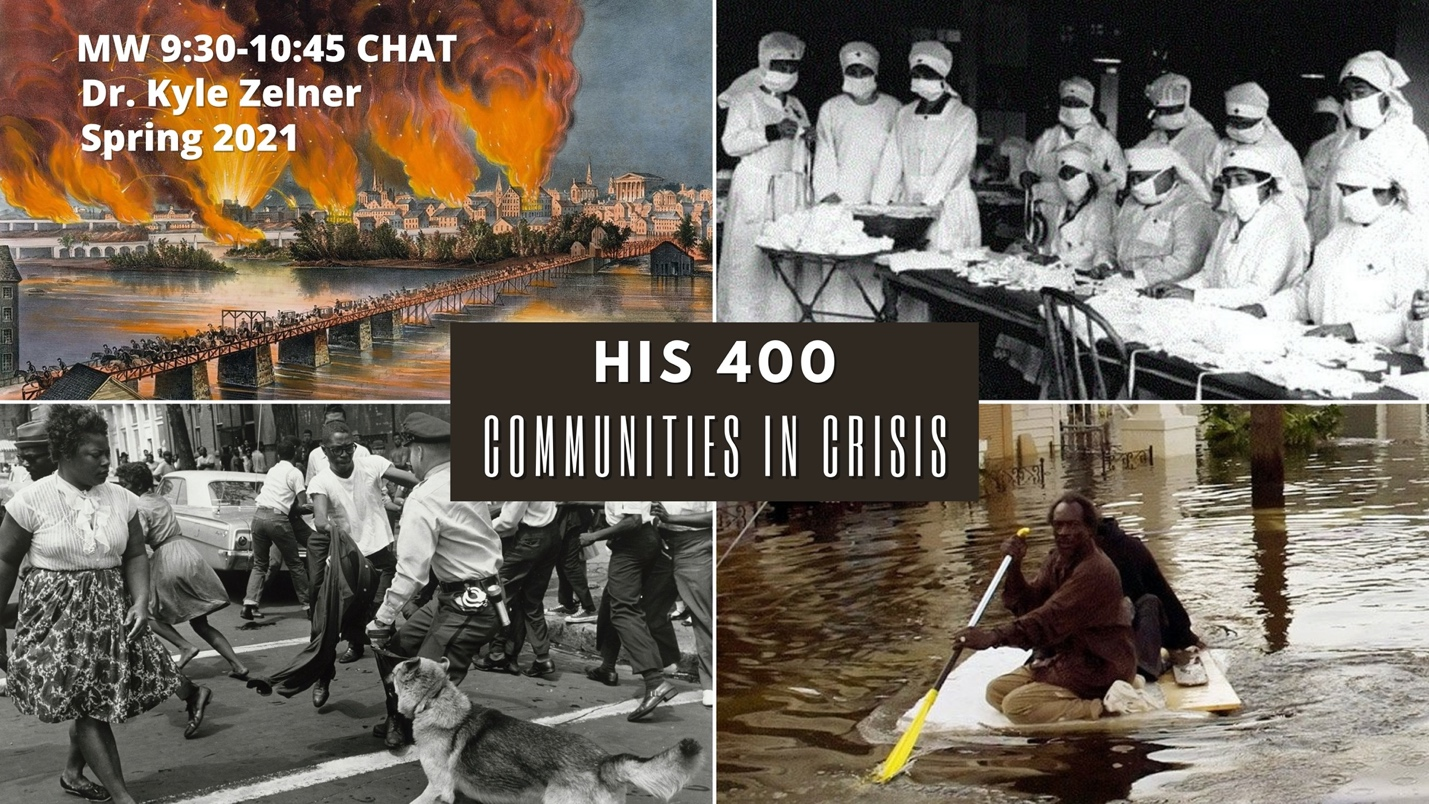 MW 9:30-10:45 CHAT
Dr. Kyle Zelner
Spring 2021
HIS 400
COMMUNITIES IN CRISIS